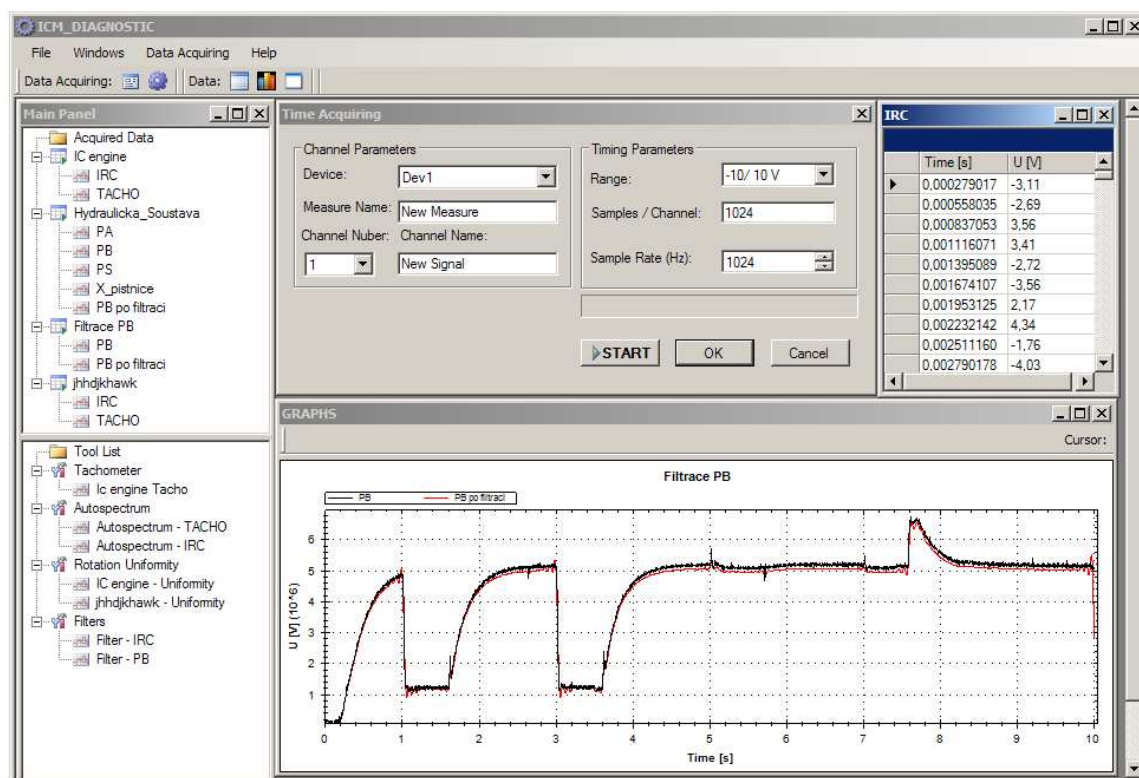 ICM_DIAGNOSTIC
File Windows Data Acquiring Help
Data Acquiring: Data:
Main Panel
Acquired Data
IC engine
IRC
TACHO
Hydraulicka_Soustava
PA
PB
PS
X_pistnice
PB po filtraci
Filtrace PB
PB
PB po filtraci
jhhdjkhawk
IRC
TACHO
Tool List
Tachometer
Ic engine Tacho
Autospectrum
Autospectrum - TACHO
Autospectrum - IRC
Rotation Uniformity
IC engine - Uniformity
jhhdjkhawk - Uniformity
Filters
Filter - IRC
Filter - PB
Time Acquiring
Channel Parameters
Device: Dev1
Measure Name: New Measure
Channel Nuber: Channel Name:
1 New Signal
Timing Parameters
Range: -10/ 10 V
Samples / Channel: 1024
Sample Rate (Hz): 1024
START OK Cancel
IRC
Time [s] U [V]
0,000279017 -3,11
0,000558035 -2,69
0,000837053 3,56
0,001116071 3,41
0,001395089 -2,72
0,001674107 -3,56
0,001953125 2,17
0,002232142 4,34
0,002511160 -1,76
0,002790178 -4,03
GRAPHS
Cursor:
Filtrace PB
PB PB po filtraci
U [V] (10^6)
6
5
4
3
2
1
0 1 2 3 4 5 6 7 8 9 10
Time [s]